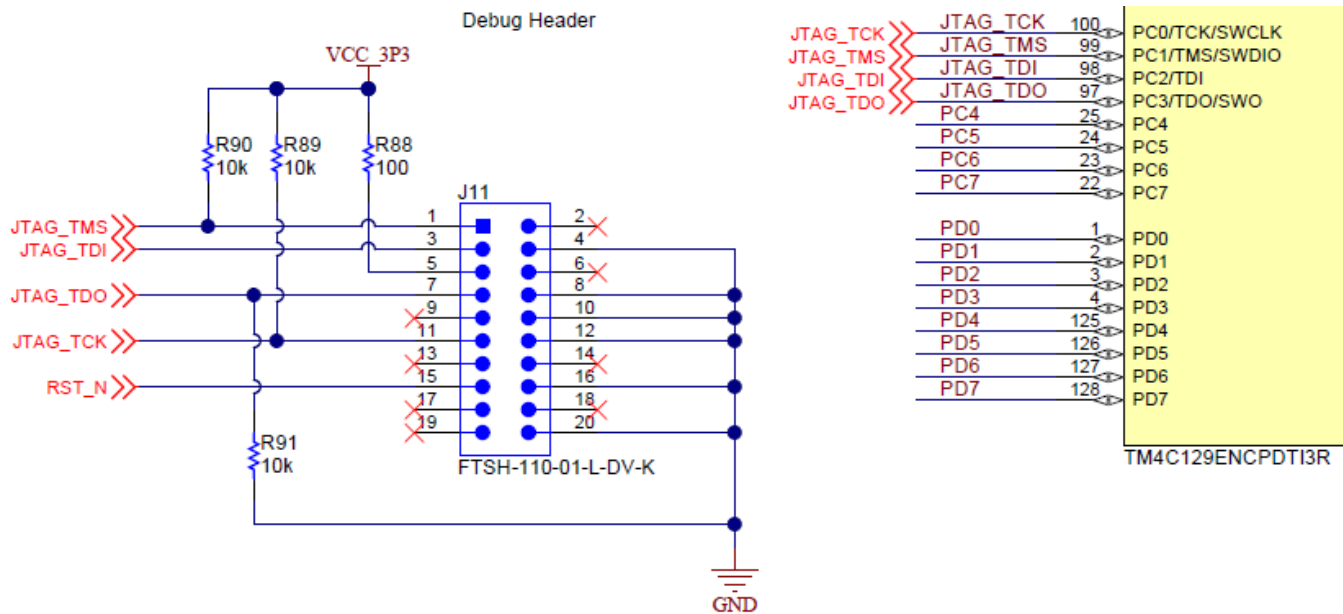 Debug Header
VCC_3P3
R90
10k
R89
10k
R88
100
J11
JTAG_TMS 1 2
JTAG_TDI 3 4
5 6
JTAG_TDO 7 8
9 10
JTAG_TCK 11 12
13 14
RST_N 15 16
17 18
19 20
R91
10k
FTSH-110-01-L-DV-K
GND
JTAG_TCK JTAG_TCK 100 PC0/TCK/SWCLK
JTAG_TMS JTAG_TMS 99 PC1/TMS/SWDIO
JTAG_TDI JTAG_TDI 98 PC2/TDI
JTAG_TDO JTAG_TDO 97 PC3/TDO/SWO
PC4 25 PC4
PC5 24 PC5
PC6 23 PC6
PC7 22 PC7
PD0 1 PD0
PD1 2 PD1
PD2 3 PD2
PD3 4 PD3
PD4 125 PD4
PD5 126 PD5
PD6 127 PD6
PD7 128 PD7
TM4C129ENCPDTI3R